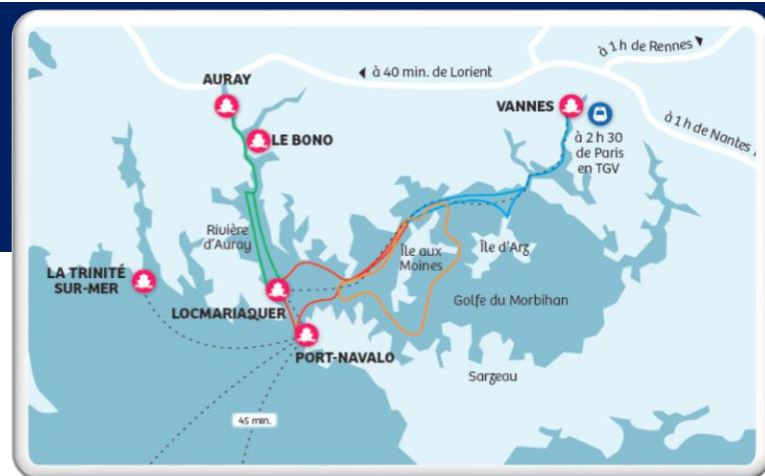 à 1 h de Rennes
à 40 min. de Lorient
AURAY
VANNES
à 1 h de Nantes
LE BONO
à 2 h 30
de Paris
en TGV
Rivière
d'Auray
Île aux
Moines
Île d'Arz
LA TRINITÉ
SUR-MER
Golfe du Morbihan
LOCMARIAQUER
PORT-NAVALO
Sarzeau
45 min.